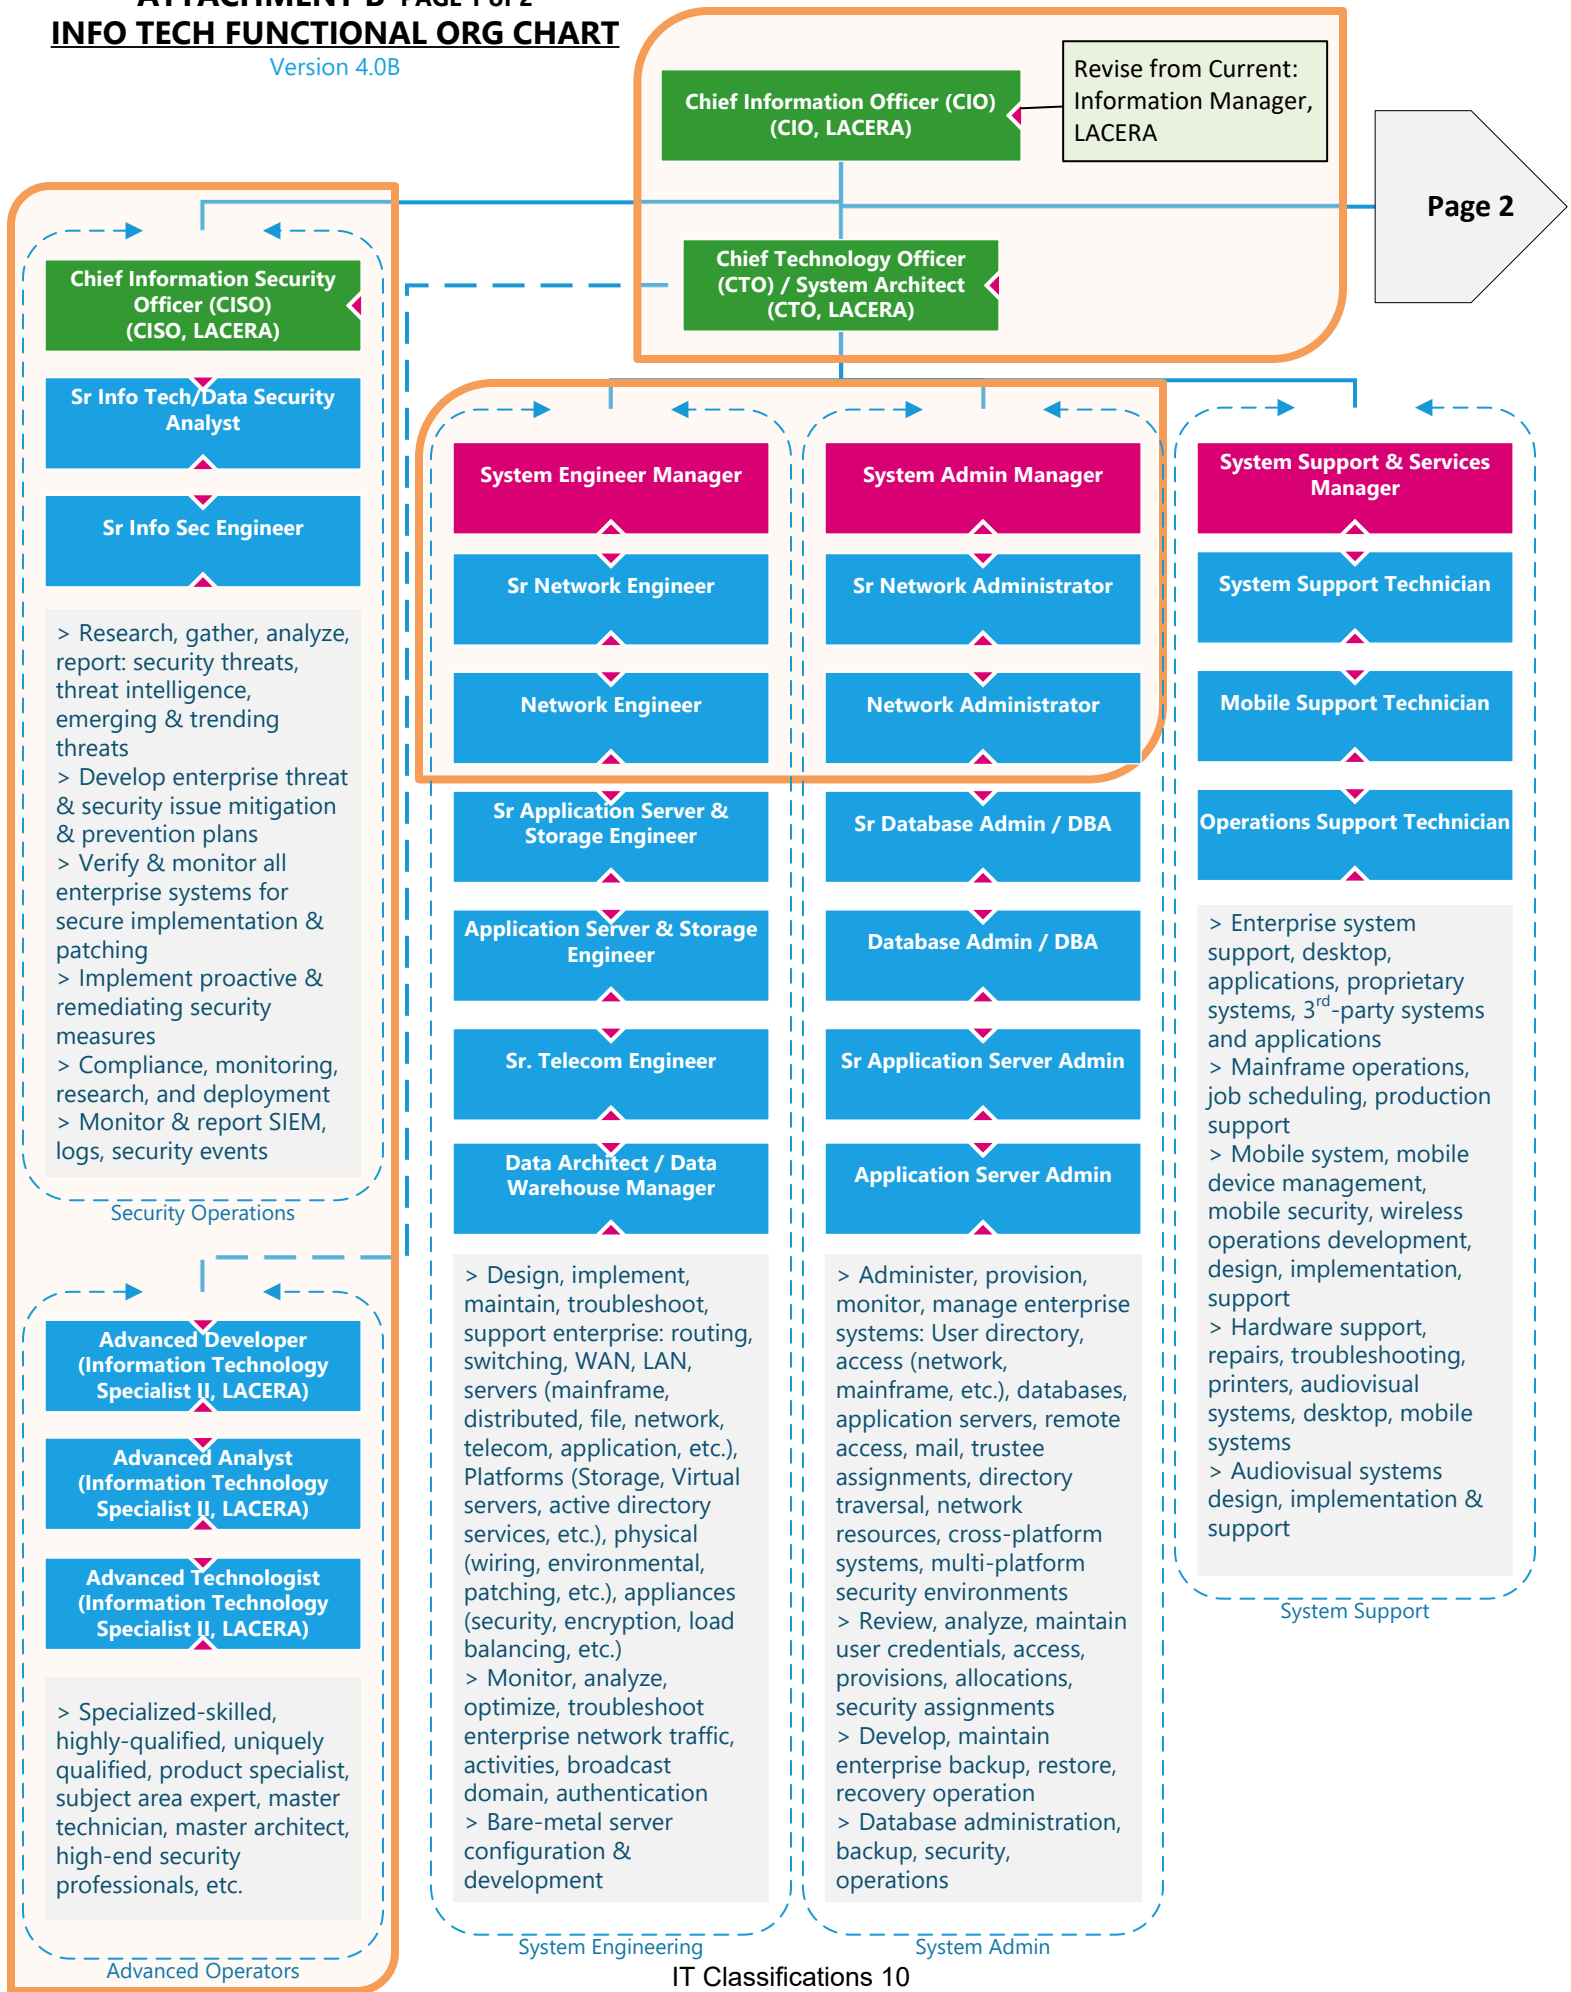 ATTACHMENT B PAGE 1 of 2
INFO TECH FUNCTIONAL ORG CHART
Version 4.0B
Chief Information Officer (CIO)
(CIO, LACERA)
Revise from Current:
Information Manager,
LACERA
Page 2
Chief Technology Officer
(CTO) / System Architect
(CTO, LACERA)
Chief Information Security
Officer (CISO)
(CISO, LACERA)
Sr Info Tech/Data Security
Analyst
Sr Info Sec Engineer
> Research, gather, analyze,
report: security threats,
threat intelligence,
emerging & trending
threats
> Develop enterprise threat
& security issue mitigation
& prevention plans
> Verify & monitor all
enterprise systems for
secure implementation &
patching
> Implement proactive &
remediating security
measures
> Compliance, monitoring,
research, and deployment
> Monitor & report SIEM,
logs, security events
Security Operations
Advanced Developer
(Information Technology
Specialist II, LACERA)
Advanced Analyst
(Information Technology
Specialist II, LACERA)
Advanced Technologist
(Information Technology
Specialist II, LACERA)
> Specialized-skilled,
highly-qualified, uniquely
qualified, product specialist,
subject area expert, master
technician, master architect,
high-end security
professionals, etc.
Advanced Operators
System Engineer Manager
Sr Network Engineer
Network Engineer
Sr Application Server &
Storage Engineer
Application Server & Storage
Engineer
Sr. Telecom Engineer
Data Architect / Data
Warehouse Manager
> Design, implement,
maintain, troubleshoot,
support enterprise: routing,
switching, WAN, LAN,
servers (mainframe,
distributed, file, network,
telecom, application, etc.),
Platforms (Storage, Virtual
servers, active directory
services, etc.), physical
(wiring, environmental,
patching, etc.), appliances
(security, encryption, load
balancing, etc.)
> Monitor, analyze,
optimize, troubleshoot
enterprise network traffic,
activities, broadcast
domain, authentication
> Bare-metal server
configuration &
development
System Engineering
System Admin Manager
Sr Network Administrator
Network Administrator
Sr Database Admin / DBA
Database Admin / DBA
Sr Application Server Admin
Application Server Admin
> Administer, provision,
monitor, manage enterprise
systems: User directory,
access (network,
mainframe, etc.), databases,
application servers, remote
access, mail, trustee
assignments, directory
traversal, network
resources, cross-platform
systems, multi-platform
security environments
> Review, analyze, maintain
user credentials, access,
provisions, allocations,
security assignments
> Develop, maintain
enterprise backup, restore,
recovery operation
> Database administration,
backup, security,
operations
System Admin
System Support & Services
Manager
System Support Technician
Mobile Support Technician
Operations Support Technician
> Enterprise system
support, desktop,
applications, proprietary
systems, 3rd-party systems
and applications
> Mainframe operations,
job scheduling, production
support
> Mobile system, mobile
device management,
mobile security, wireless
operations development,
design, implementation,
support
> Hardware support,
repairs, troubleshooting,
printers, audiovisual
systems, desktop, mobile
systems
> Audiovisual systems
design, implementation &
support
System Support
IT Classifications 10